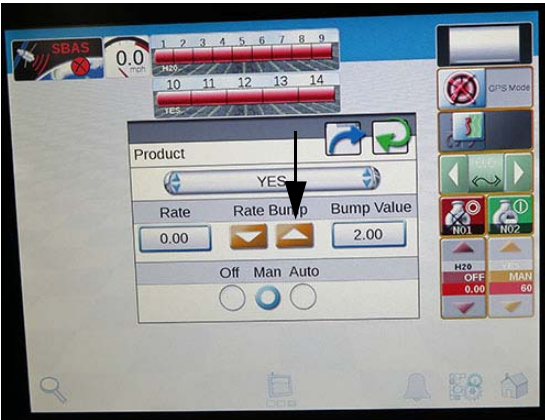 SBAS
0.0
mph
1 2 3 4 5 6 7 8 9
H20
10 11 12 13 14
YES
GPS Mode
Product
YES
Rate Rate Bump Bump Value
0.00 2.00
Off Man Auto
N01 N02
H20
OFF MAN
0.00 60